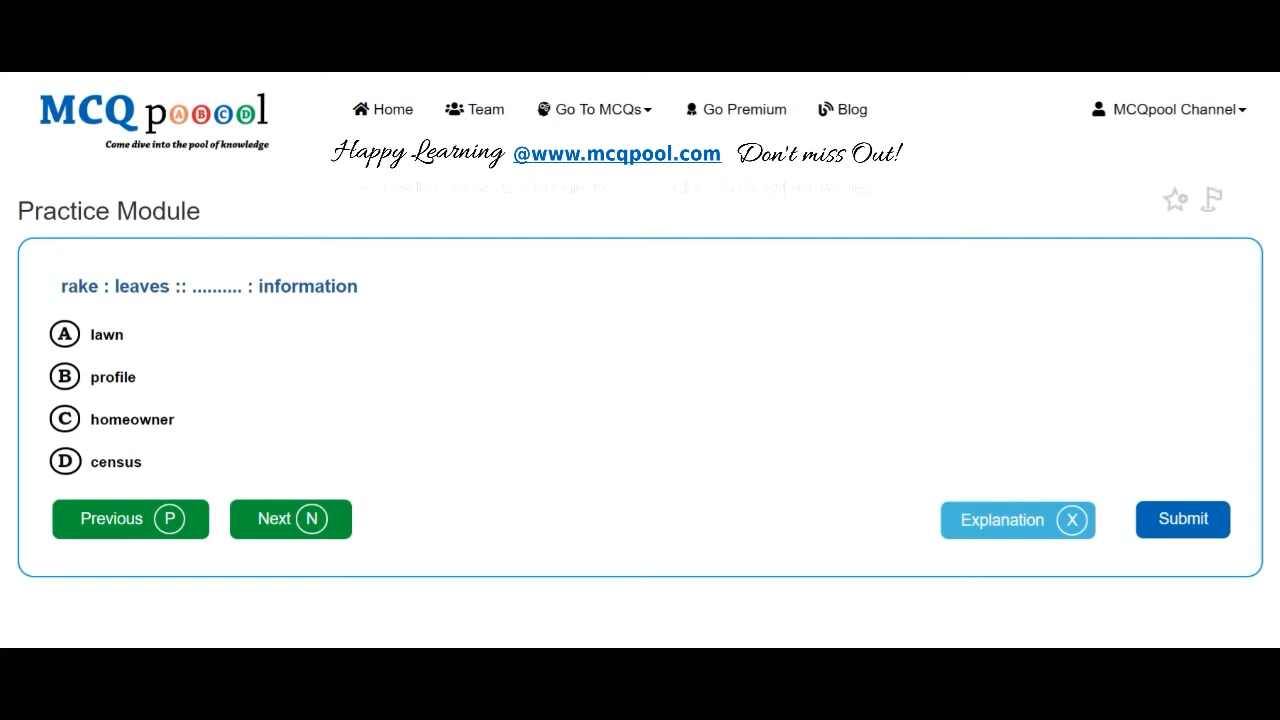 MCQ pABCDl
Come dive into the pool of knowledge
Home Team Go To MCQs Go Premium Blog MCQpool Channel
Happy Learning @www.mcqpool.com Don't miss Out!
Practice Module
rake : leaves :: .......... : information
A lawn
B profile
C homeowner
D census
Previous P Next N Explanation X Submit